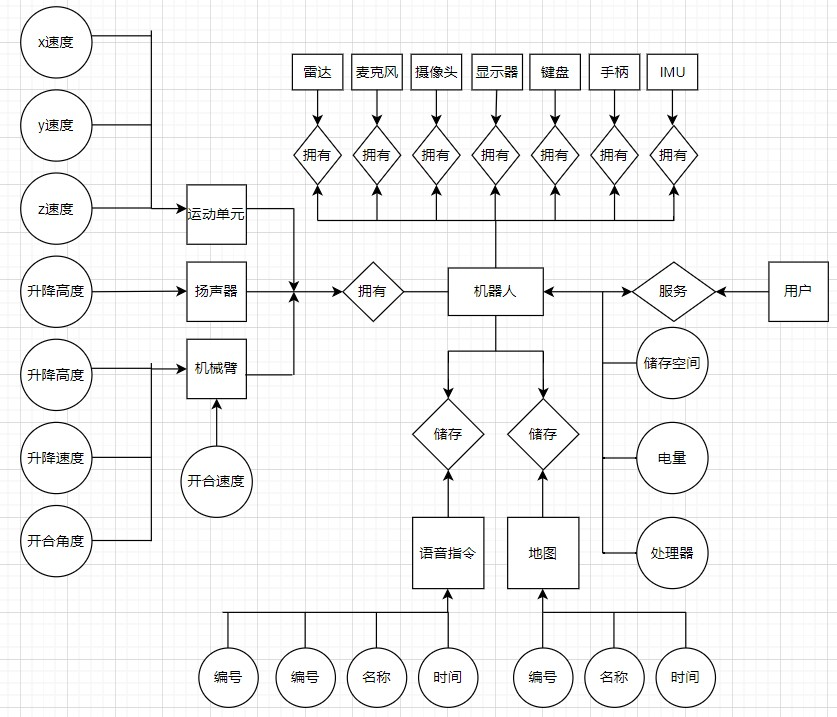 x速度
雷达
麦克风
摄像头
显示器
键盘
手柄
IMU
y速度
拥有
拥有
拥有
拥有
拥有
拥有
拥有
z速度
运动单元
升降高度
扬声器
拥有
机器人
服务
用户
升降高度
机械臂
储存空间
升降速度
储存
储存
电量
开合速度
开合角度
语音指令
地图
处理器
编号
编号
名称
时间
编号
名称
时间